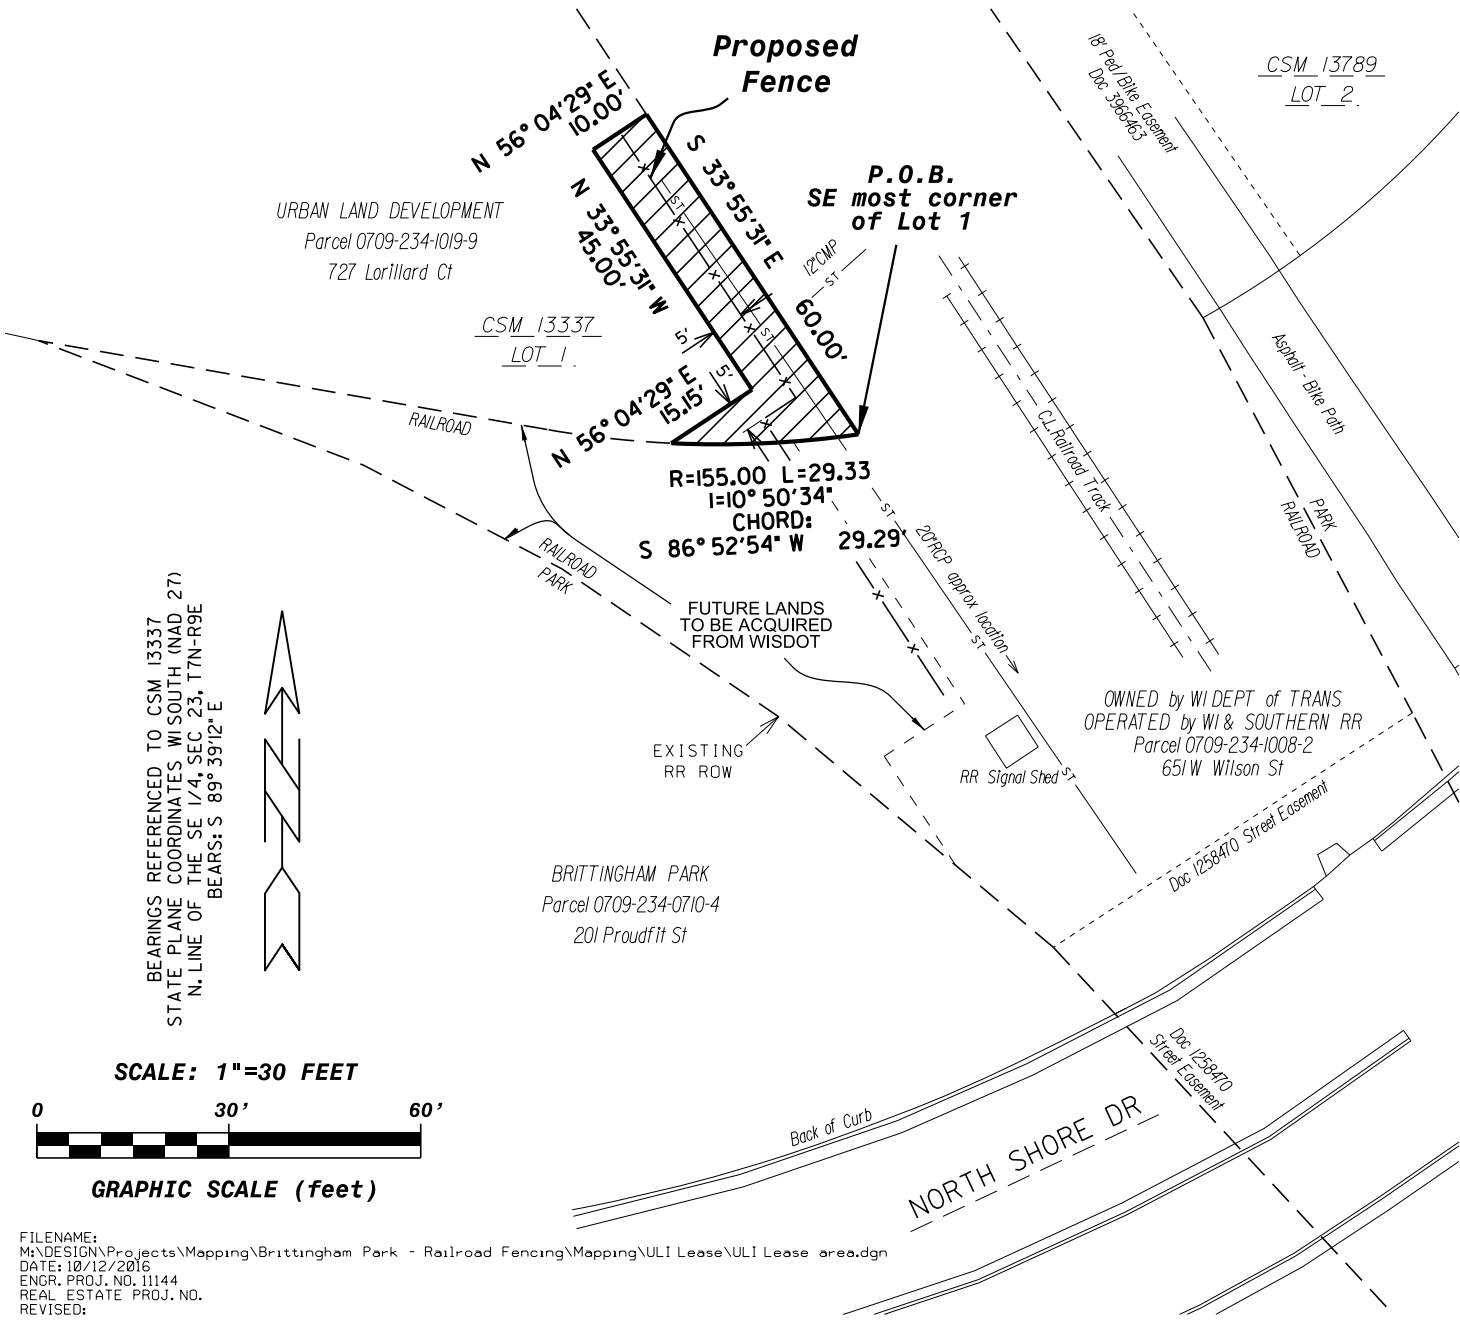 Proposed
Fence
18' Ped/Bike Easement
Doc 3966463
CSM 13789
LOT 2
N 56° 04'29" E
10.00'
S 33° 55'31" E
60.00'
P.O.B.
SE most corner
of Lot 1
URBAN LAND DEVELOPMENT
Parcel 0709-234-1019-9
727 Lorillard Ct
N 33° 55'31" W
45.00'
ST
12"CMP
ST
CSM 13337
LOT 1
5'
5'
ST
N 56° 04'29" E
15.15'
RAILROAD
Asphalt - Bike Path
C.L. Railroad Track
R=155.00 L=29.33
I=10° 50'34"
CHORD:
S 86° 52'54" W 29.29'
ST
PARK
RAILROAD
RAILROAD
PARK
20"RCP approx location
ST
FUTURE LANDS
TO BE ACQUIRED
FROM WISDOT
BEARINGS REFERENCED TO CSM 13337
STATE PLANE COORDINATES WI SOUTH (NAD 27)
N. LINE OF THE SE 1/4, SEC 23, T7N-R9E
BEARS: S 89° 39'12" E
OWNED by WI DEPT of TRANS
OPERATED by WI & SOUTHERN RR
Parcel 0709-234-1008-2
651 W Wilson St
EXISTING
RR ROW
RR Signal Shed
ST
Doc 1258470 Street Easement
BRITTINGHAM PARK
Parcel 0709-234-0710-4
201 Proudfit St
Doc 1258470
Street Easement
SCALE: 1"=30 FEET
0 30' 60'
GRAPHIC SCALE (feet)
Back of Curb
NORTH SHORE DR
FILENAME:
M:\DESIGN\Projects\Mapping\Brittingham Park - Railroad Fencing\Mapping\ULI Lease\ULI Lease area.dgn
DATE: 10/12/2016
ENGR. PROJ. NO. 11144
REAL ESTATE PROJ. NO.
REVISED: